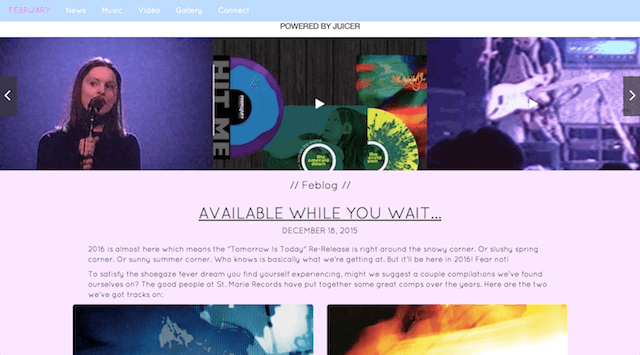 FEBRUARY News Music Video Gallery Connect
POWERED BY JUICER
HIT ME
// Feblog //
AVAILABLE WHILE YOU WAIT...
DECEMBER 18, 2015
2016 is almost here which means the "Tomorrow Is Today" Re-Release is right around the snowy corner. Or slushy spring
corner. Or sunny summer corner. Who knows is basically what we're getting at. But it'll be here in 2016! Fear not!
To satisfy the shoegaze fever dream you find yourself experiencing, might we suggest a couple compilations we've found
ourselves on? The good people at St. Marie Records have put together some great comps over the years. Here are the two
we've got tracks on: